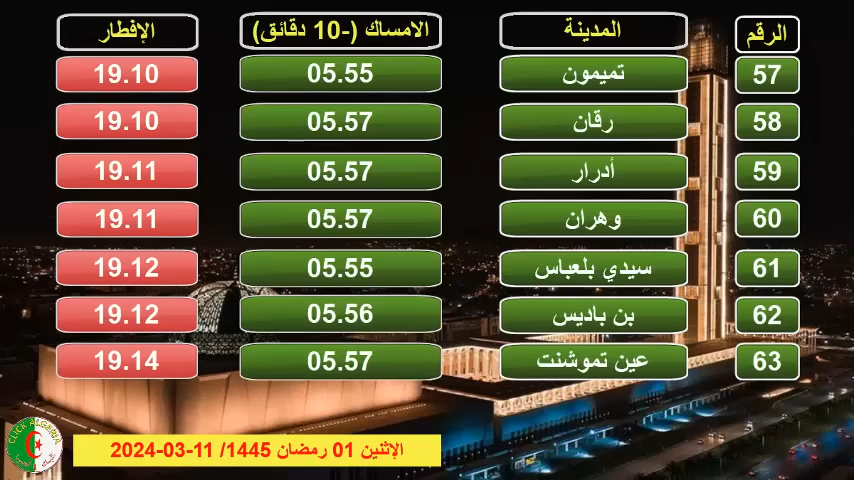 الرقم المدينة الامساك (-10 دقائق) الإفطار
57 تميمون 05.55 19.10
58 رقان 05.57 19.10
59 أدرار 05.57 19.11
60 وهران 05.57 19.11
61 سيدي بلعباس 05.55 19.12
62 بن باديس 05.56 19.12
63 عين تموشنت 05.57 19.14
الإثنين 01 رمضان 1445/ 11-03-2024
CLICK ALGERIA